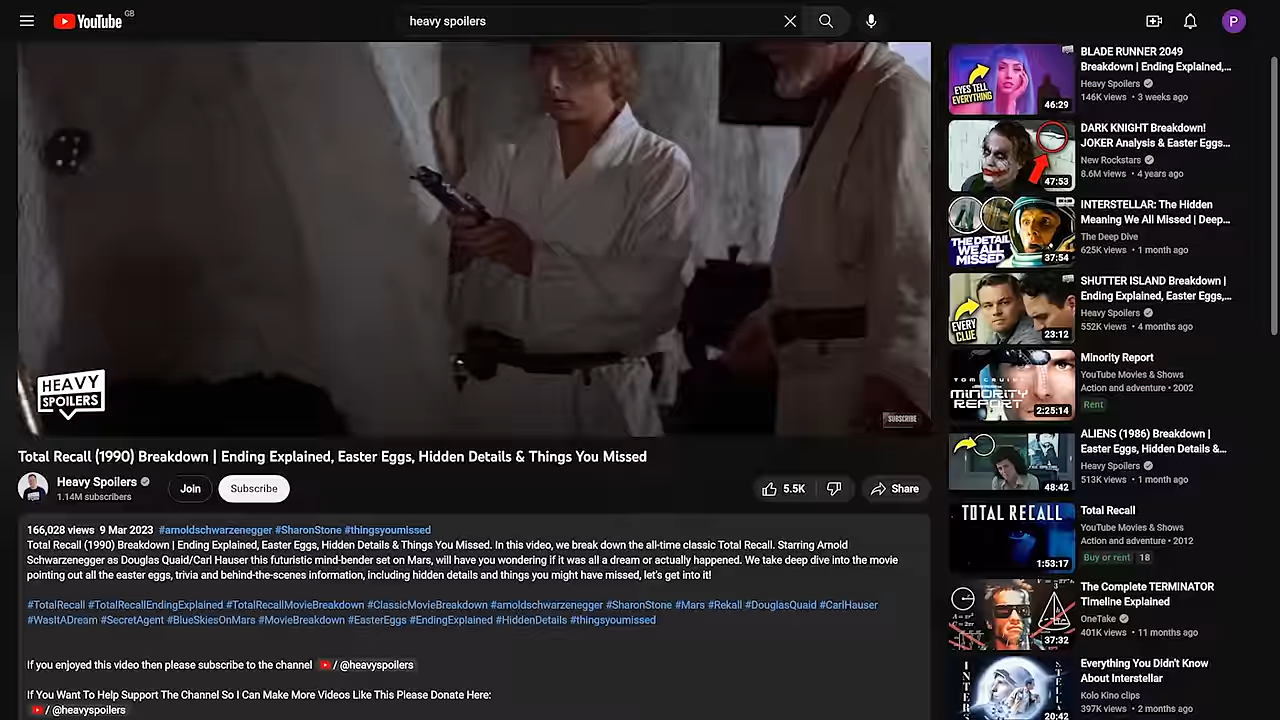 YouTube GB
heavy spoilers
P
HEAVY
SPOILERS
SUBSCRIBE
Total Recall (1990) Breakdown | Ending Explained, Easter Eggs, Hidden Details & Things You Missed
Heavy Spoilers
1.14M subscribers
Join
Subscribe
5.5K
Share
166,028 views 9 Mar 2023 #arnoldschwarzenegger #SharonStone #thingsyoumissed
Total Recall (1990) Breakdown | Ending Explained, Easter Eggs, Hidden Details & Things You Missed. In this video, we break down the all-time classic Total Recall. Starring Arnold
Schwarzenegger as Douglas Quaid/Carl Hauser this futuristic mind-bender set on Mars, will have you wondering if it was all a dream or actually happened. We take deep dive into the movie
pointing out all the easter eggs, trivia and behind-the-scenes information, including hidden details and things you might have missed, let's get into it!
#TotalRecall #TotalRecallEndingExplained #TotalRecallMovieBreakdown #ClassicMovieBreakdown #arnoldschwarzenegger #SharonStone #Mars #Rekall #DouglasQuaid #CarlHauser
#WasItADream #SecretAgent #BlueSkiesOnMars #MovieBreakdown #EasterEggs #EndingExplained #HiddenDetails #thingsyoumissed
If you enjoyed this video then please subscribe to the channel / @heavyspoilers
If You Want To Help Support The Channel So I Can Make More Videos Like This Please Donate Here:
/ @heavyspoilers
EYES TELL
EVERYTHING
46:29
BLADE RUNNER 2049
Breakdown | Ending Explained,...
Heavy Spoilers
146K views • 3 weeks ago
47:53
DARK KNIGHT Breakdown!
JOKER Analysis & Easter Eggs...
New Rockstars
8.6M views • 4 years ago
THE DETAIL
WE ALL
MISSED
37:54
INTERSTELLAR: The Hidden
Meaning We All Missed | Deep...
The Deep Dive
625K views • 1 month ago
EVERY
CLUE
23:12
SHUTTER ISLAND Breakdown |
Ending Explained, Easter Eggs,...
Heavy Spoilers
552K views • 4 months ago
TOM CRUISE
MINORITY
REPORT
2:25:14
Minority Report
YouTube Movies & Shows
Action and adventure • 2002
Rent
48:42
ALIENS (1986) Breakdown |
Easter Eggs, Hidden Details &...
Heavy Spoilers
513K views • 1 month ago
TOTAL RECALL
1:53:17
Total Recall
YouTube Movies & Shows
Action and adventure • 2012
Buy or rent 18
37:32
The Complete TERMINATOR
Timeline Explained
OneTake
401K views • 11 months ago
20:42
Everything You Didn't Know
About Interstellar
Kolo Kino clips
397K views • 2 months ago